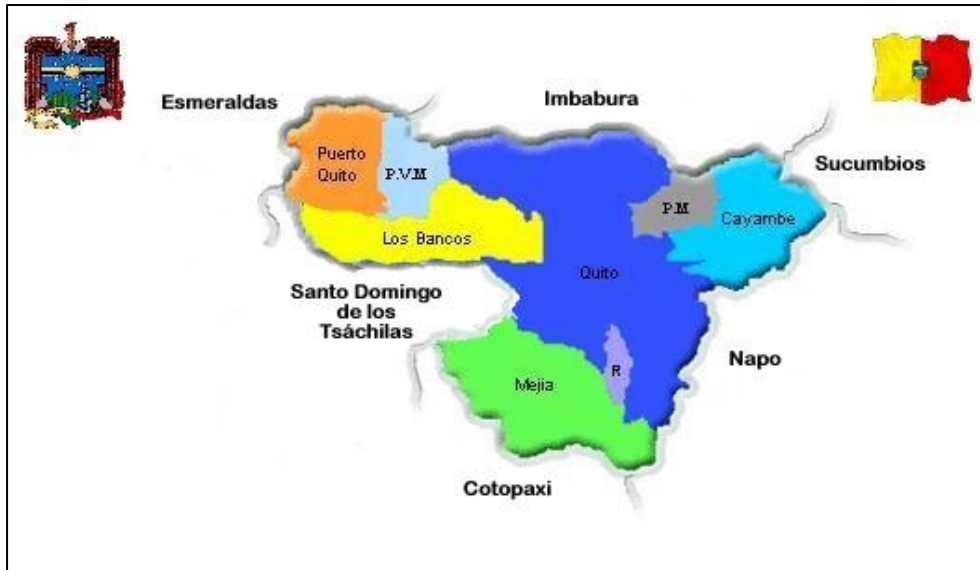 Esmeraldas
Imbabura
Sucumbios
Puerto
Quito
P.V.M
P.M
Cayambe
Los Bancos
Quito
Santo Domingo
de los
Tsáchilas
Napo
R
Mejia
Cotopaxi